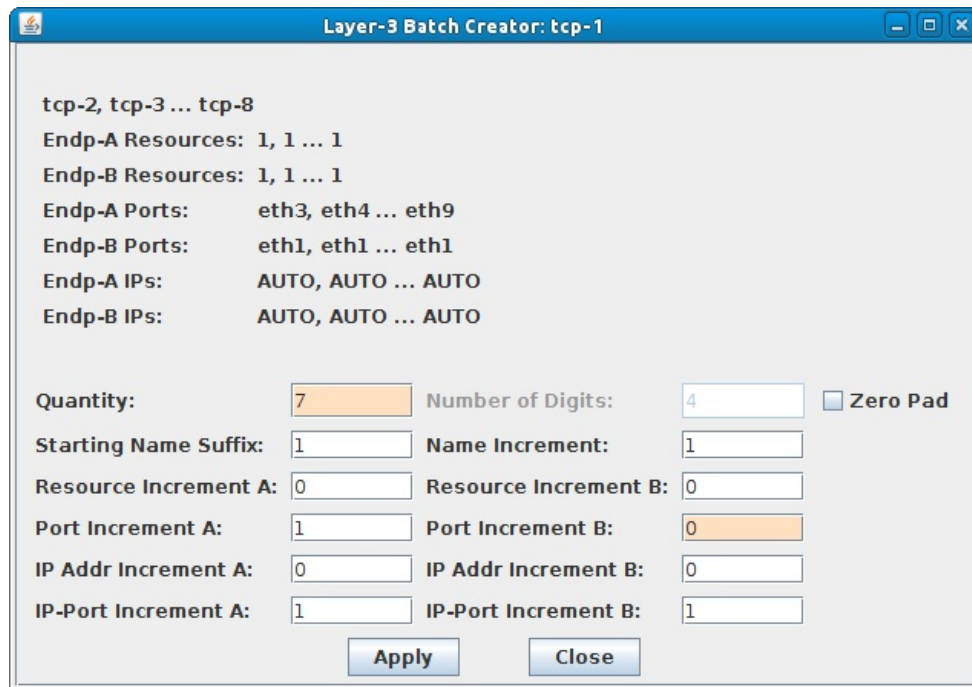 Layer-3 Batch Creator: tcp-1
tcp-2, tcp-3 ... tcp-8
Endp-A Resources: 1, 1 ... 1
Endp-B Resources: 1, 1 ... 1
Endp-A Ports: eth3, eth4 ... eth9
Endp-B Ports: eth1, eth1 ... eth1
Endp-A IPs: AUTO, AUTO ... AUTO
Endp-B IPs: AUTO, AUTO ... AUTO
Quantity: 7 Number of Digits: 4 Zero Pad
Starting Name Suffix: 1 Name Increment: 1
Resource Increment A: 0 Resource Increment B: 0
Port Increment A: 1 Port Increment B: 0
IP Addr Increment A: 0 IP Addr Increment B: 0
IP-Port Increment A: 1 IP-Port Increment B: 1
Apply Close